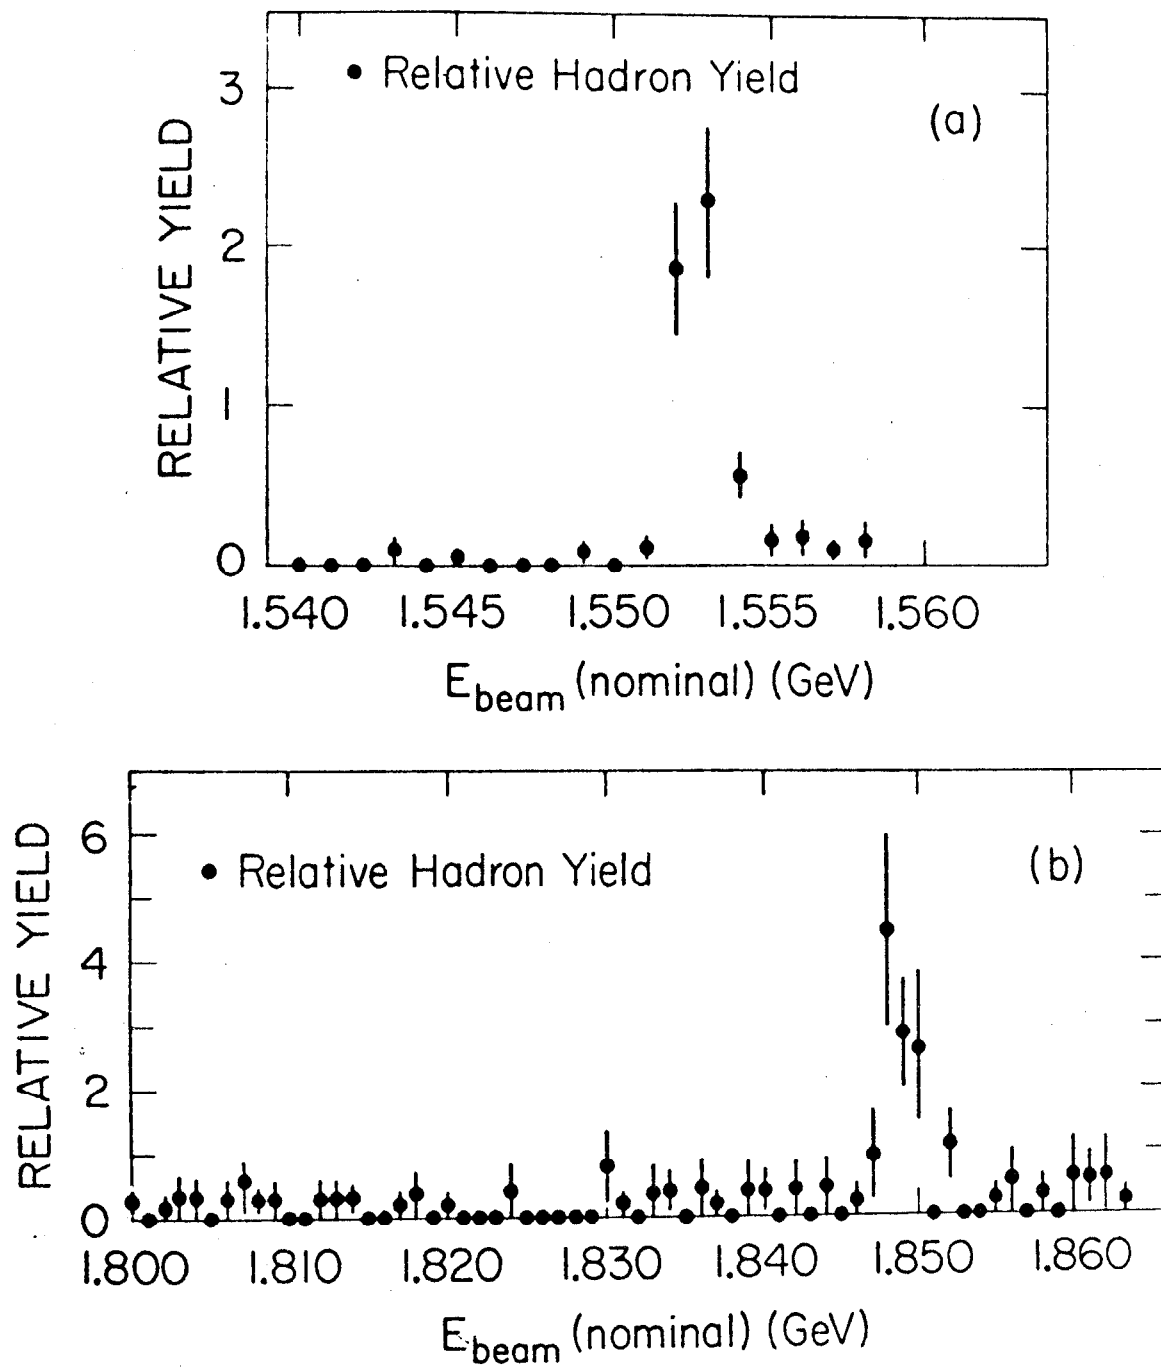 • Relative Hadron Yield
(a)
RELATIVE YIELD
3
2
1
0
1.540 1.545 1.550 1.555 1.560
E_beam (nominal) (GeV)
• Relative Hadron Yield
(b)
RELATIVE YIELD
6
4
2
0
1.800 1.810 1.820 1.830 1.840 1.850 1.860
E_beam (nominal) (GeV)